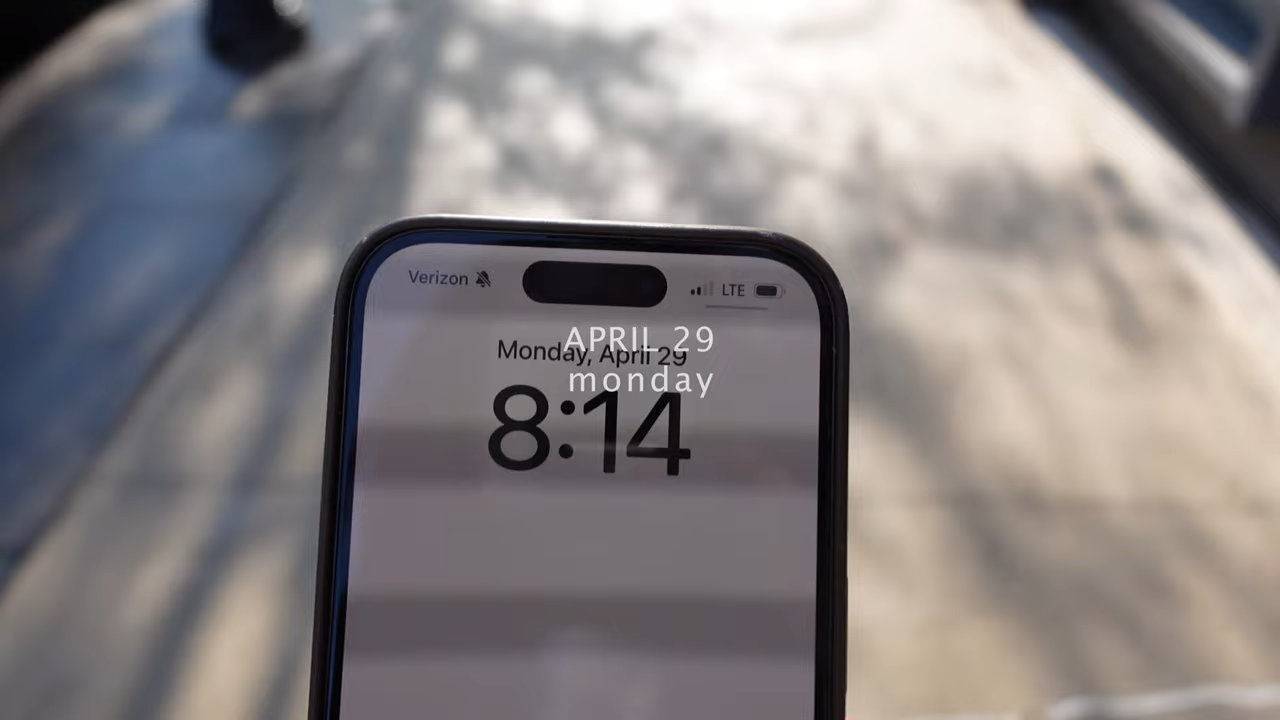 Verizon
LTE
APRIL 29
Monday, April 29
monday
8:14